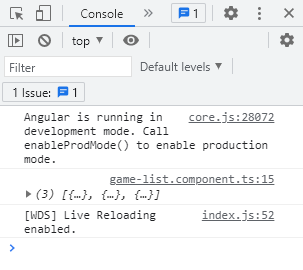 Console
1
top
Filter
Default levels
1 Issue: 1
Angular is running in core.js:28072
development mode. Call
enableProdMode() to enable production
mode.
game-list.component.ts:15
(3) [{…}, {…}, {…}]
[WDS] Live Reloading index.js:52
enabled.